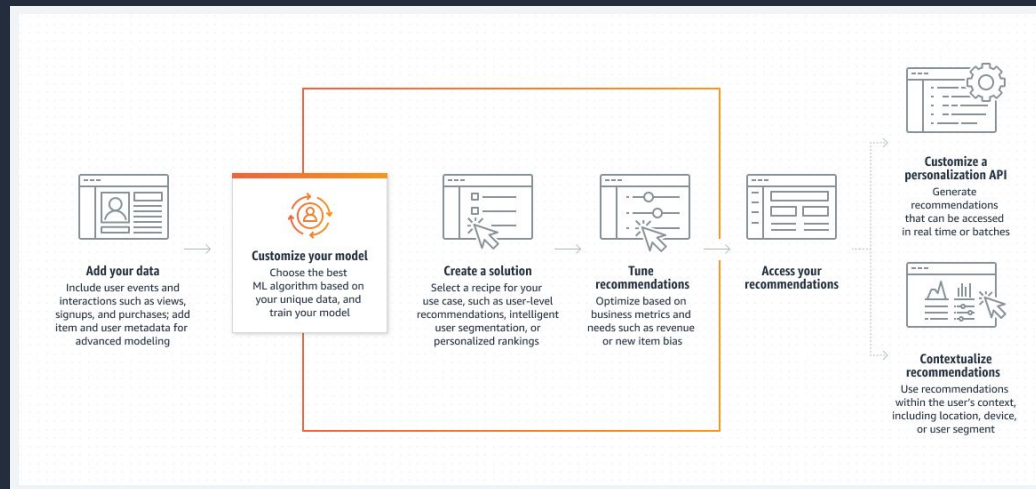 Add your data
Include user events and
interactions such as views,
signups, and purchases; add
item and user metadata for
advanced modeling
Customize your model
Choose the best
ML algorithm based on
your unique data, and
train your model
Create a solution
Select a recipe for your
use case, such as user-level
recommendations, intelligent
user segmentation, or
personalized rankings
Tune
recommendations
Optimize based on
business metrics and
needs such as revenue
or new item bias
Access your
recommendations
Customize a
personalization API
Generate
recommendations
that can be accessed
in real time or batches
Contextualize
recommendations
Use recommendations
within the user's context,
including location, device,
or user segment